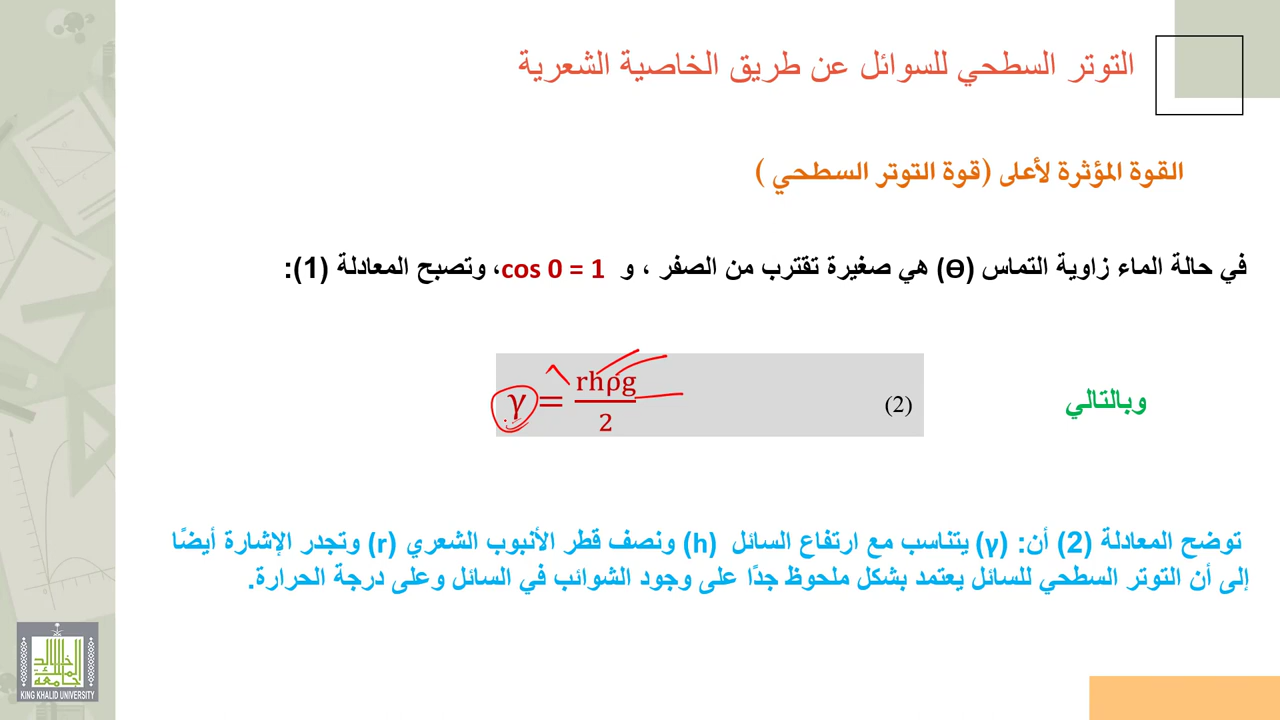 التوتر السطحي للسوائل عن طريق الخاصية الشعرية
القوة المؤثرة لأعلى (قوة التوتر السطحي )
في حالة الماء زاوية التماس (ϴ) هي صغيرة تقترب من الصفر ، و cos 0 = 1، وتصبح المعادلة (1):
وبالتالي
γ = rhρg / 2 (2)
توضح المعادلة (2) أن: (γ) يتناسب مع ارتفاع السائل (h) ونصف قطر الأنبوب الشعري (r) وتجدر الإشارة أيضًا
إلى أن التوتر السطحي للسائل يعتمد بشكل ملحوظ جدًا على وجود الشوائب في السائل وعلى درجة الحرارة.
جامعة الملك خالد
KING KHALID UNIVERSITY